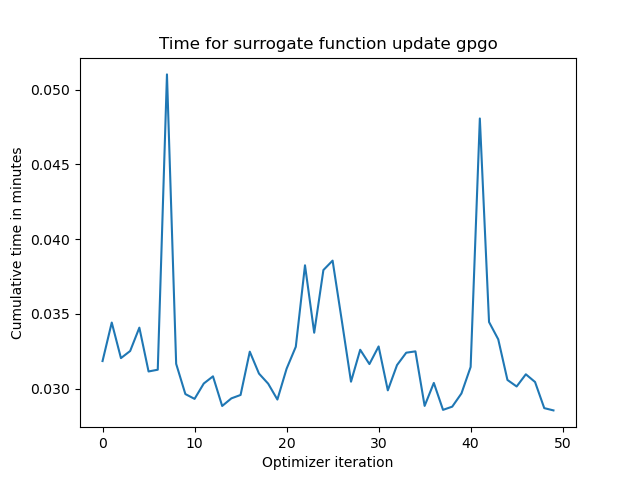 Time for surrogate function update gpgo
Cumulative time in minutes
0.050
0.045
0.040
0.035
0.030
0 10 20 30 40 50
Optimizer iteration